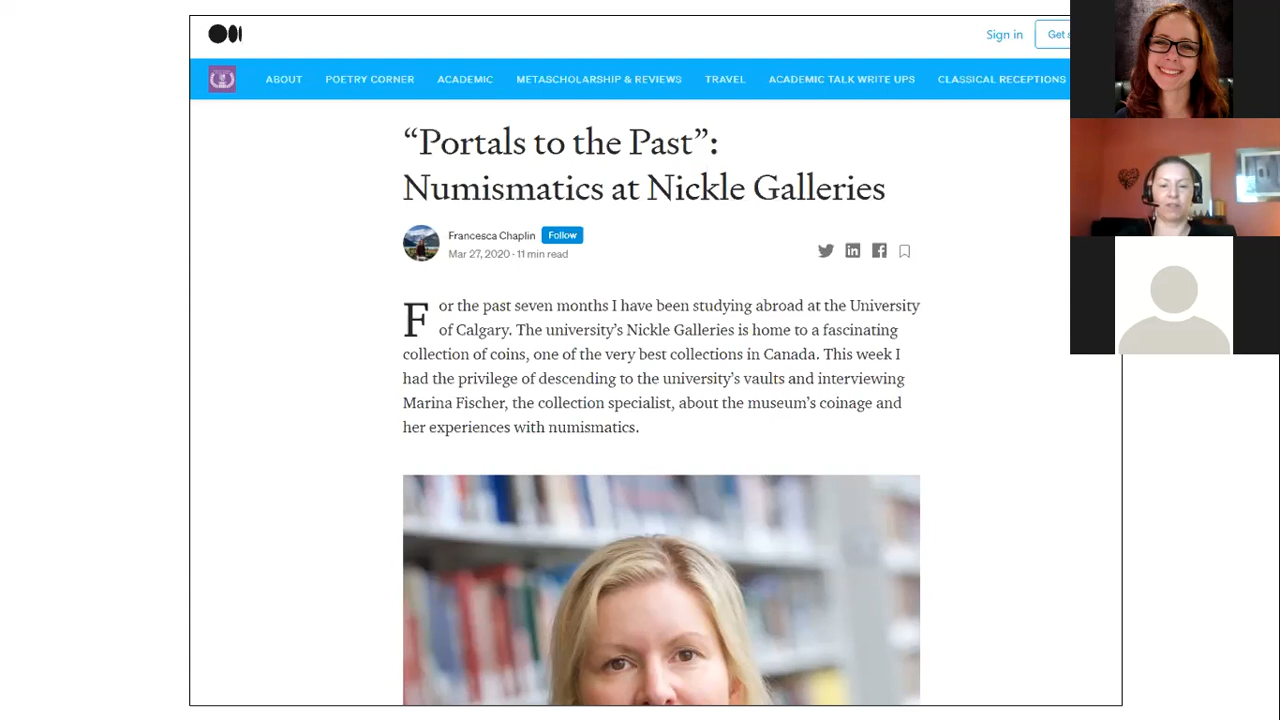 Sign in
ABOUT POETRY CORNER ACADEMIC METASCHOLARSHIP & REVIEWS TRAVEL ACADEMIC TALK WRITE UPS CLASSICAL RECEPTIONS
“Portals to the Past”:
Numismatics at Nickle Galleries
Francesca Chaplin Follow
Mar 27, 2020 · 11 min read
For the past seven months I have been studying abroad at the University
of Calgary. The university’s Nickle Galleries is home to a fascinating
collection of coins, one of the very best collections in Canada. This week I
had the privilege of descending to the university’s vaults and interviewing
Marina Fischer, the collection specialist, about the museum’s coinage and
her experiences with numismatics.